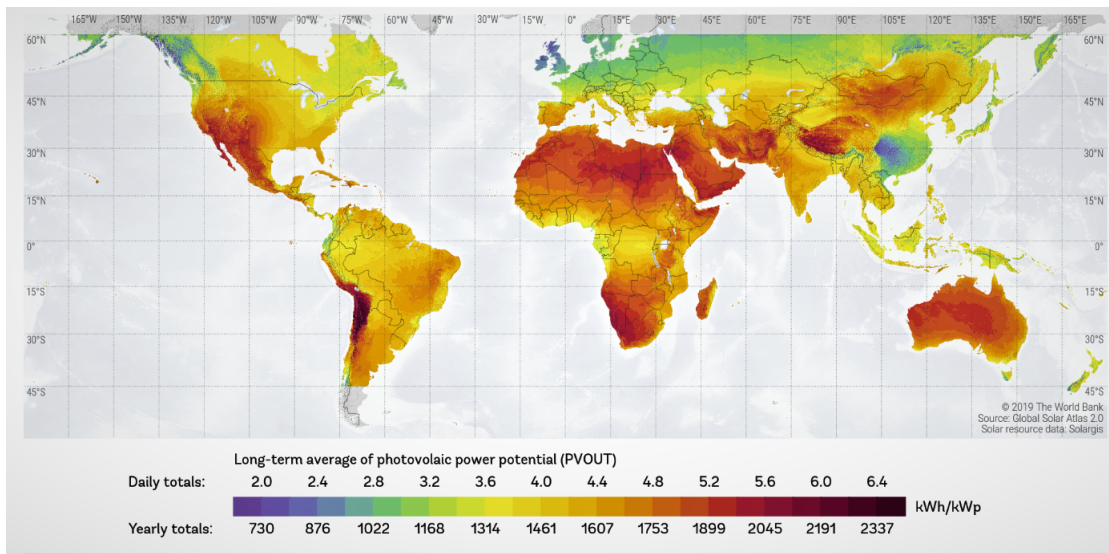 165°W 150°W 135°W 120°W 105°W 90°W 75°W 60°W 45°W 30°W 15°W 0° 15°E 30°E 45°E 60°E 75°E 90°E 105°E 120°E 135°E 150°E 165°E
60°N 60°N
45°N 45°N
30°N 30°N
15°N 15°N
0° 0°
15°S 15°S
30°S 30°S
45°S 45°S
© 2019 The World Bank
Source: Global Solar Atlas 2.0
Solar resource data: Solargis
Long-term average of photovolaic power potential (PVOUT)
Daily totals: 2.0 2.4 2.8 3.2 3.6 4.0 4.4 4.8 5.2 5.6 6.0 6.4
kWh/kWp
Yearly totals: 730 876 1022 1168 1314 1461 1607 1753 1899 2045 2191 2337